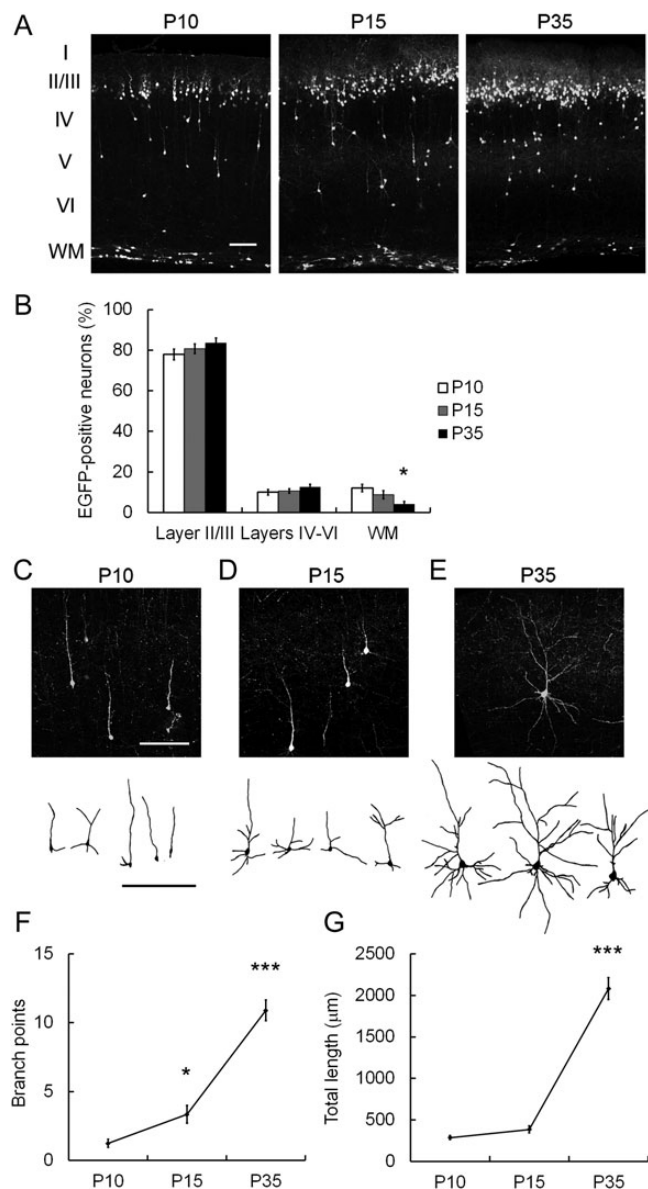 A
P10
P15
P35
I
II/III
IV
V
VI
WM
B
EGFP-positive neurons (%)
100
80
60
40
20
0
*
P10
P15
P35
Layer II/III
Layers IV-VI
WM
C
P10
D
P15
E
P35
F
Branch points
15
10
5
0
*
***
P10
P15
P35
G
Total length (μm)
2500
2000
1500
1000
500
0
***
P10
P15
P35